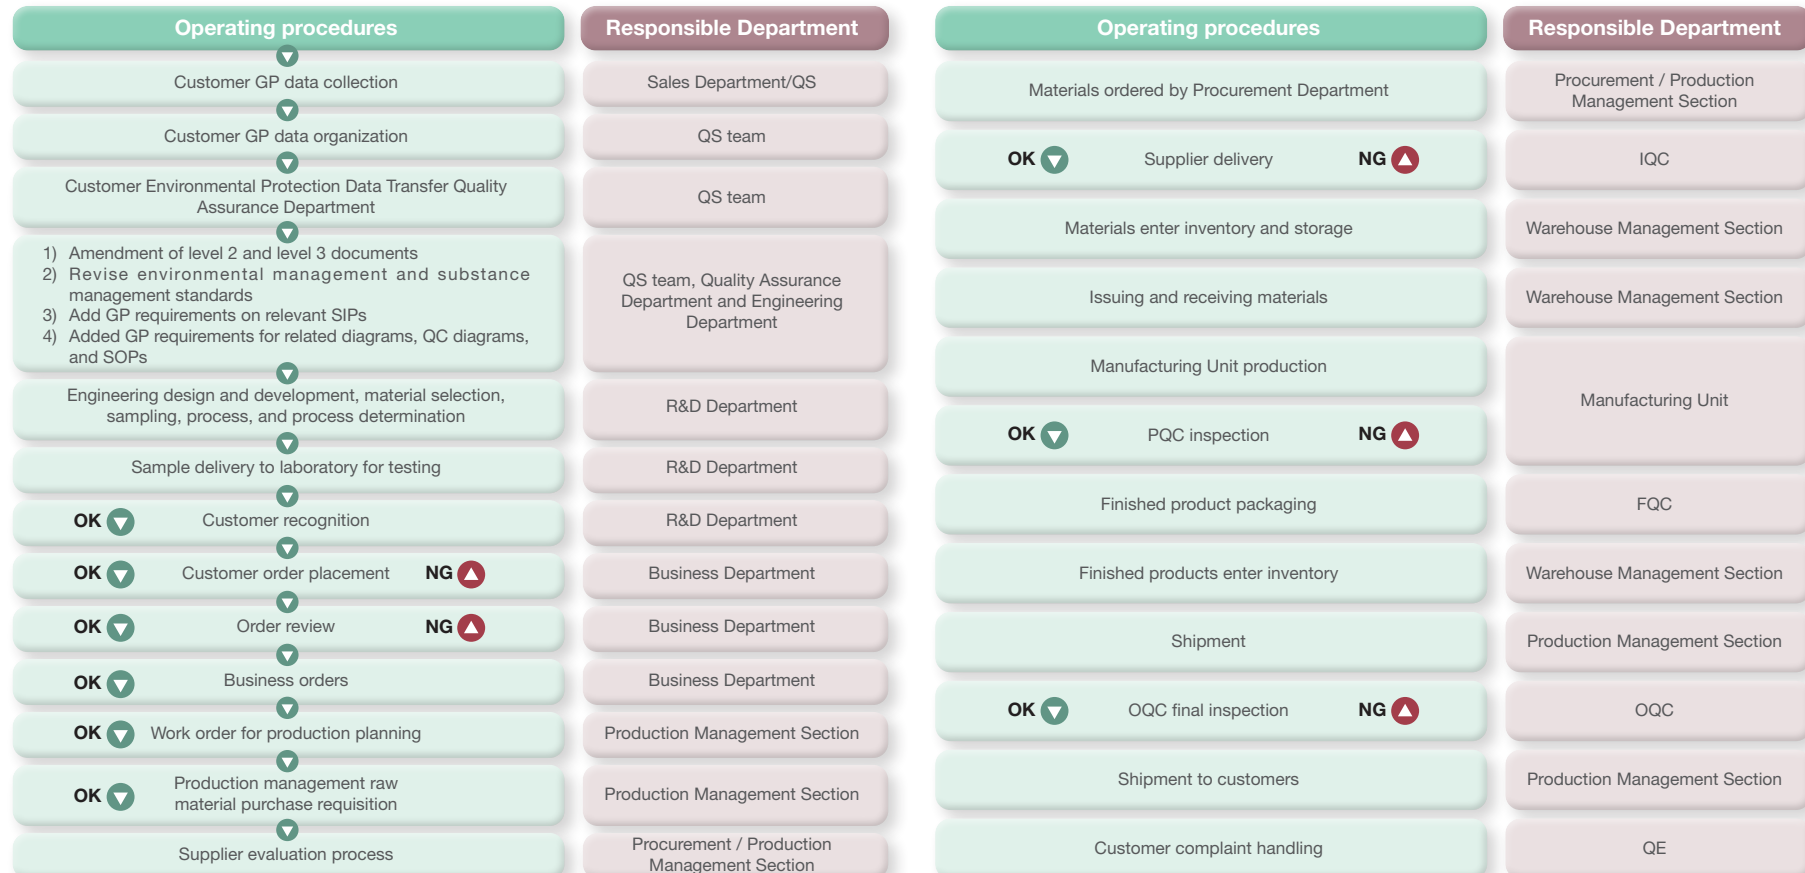 Operating procedures
Responsible Department
Customer GP data collection
Sales Department/QS
Customer GP data organization
QS team
Customer Environmental Protection Data Transfer Quality
Assurance Department
QS team
1) Amendment of level 2 and level 3 documents
2) Revise environmental management and substance
management standards
3) Add GP requirements on relevant SIPs
4) Added GP requirements for related diagrams, QC diagrams,
and SOPs
QS team, Quality Assurance
Department and Engineering
Department
Engineering design and development, material selection,
sampling, process, and process determination
R&D Department
Sample delivery to laboratory for testing
R&D Department
OK Customer recognition
R&D Department
OK Customer order placement NG
Business Department
OK Order review NG
Business Department
OK Business orders
Business Department
OK Work order for production planning
Production Management Section
OK Production management raw
material purchase requisition
Production Management Section
Supplier evaluation process
Procurement / Production
Management Section
Operating procedures
Responsible Department
Materials ordered by Procurement Department
Procurement / Production
Management Section
OK Supplier delivery NG
IQC
Materials enter inventory and storage
Warehouse Management Section
Issuing and receiving materials
Warehouse Management Section
Manufacturing Unit production
Manufacturing Unit
OK PQC inspection NG
Finished product packaging
FQC
Finished products enter inventory
Warehouse Management Section
Shipment
Production Management Section
OK OQC final inspection NG
OQC
Shipment to customers
Production Management Section
Customer complaint handling
QE